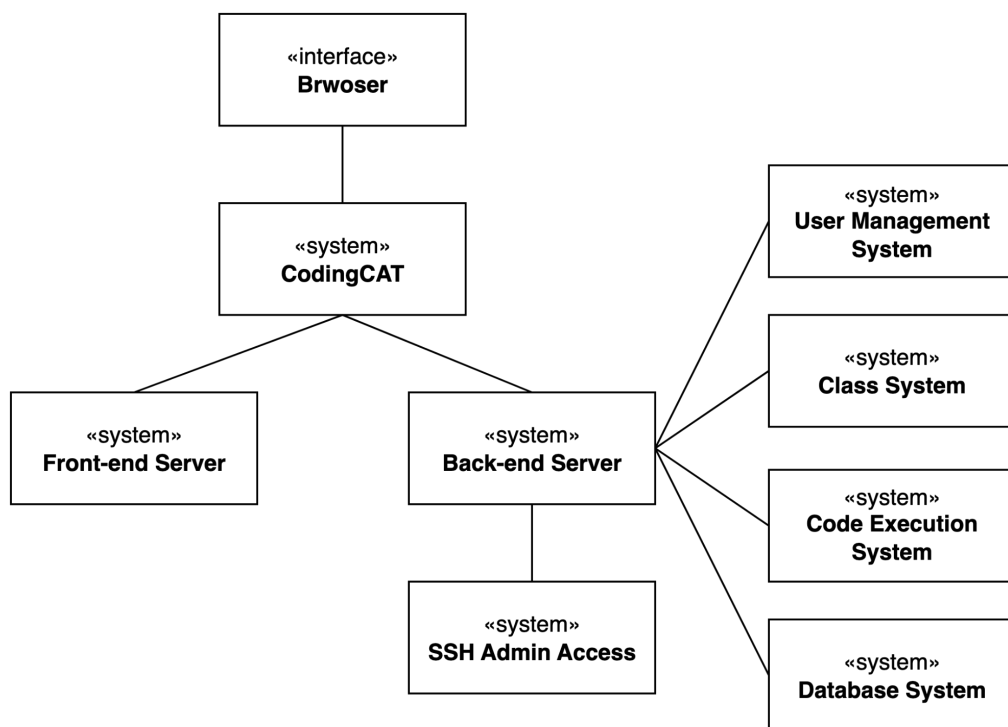 «interface»
Brwoser
«system»
CodingCAT
«system»
Front-end Server
«system»
Back-end Server
«system»
SSH Admin Access
«system»
User Management
System
«system»
Class System
«system»
Code Execution
System
«system»
Database System